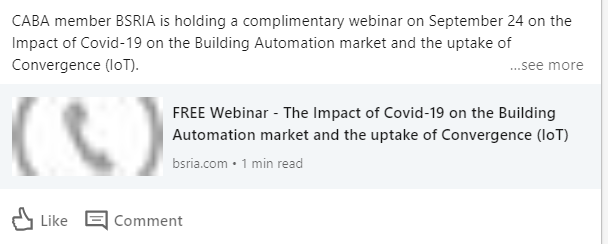 CABA member BSRIA is holding a complimentary webinar on September 24 on the
Impact of Covid-19 on the Building Automation market and the uptake of
Convergence (IoT). ...see more
FREE Webinar - The Impact of Covid-19 on the Building
Automation market and the uptake of Convergence (IoT)
bsria.com • 1 min read
Like Comment